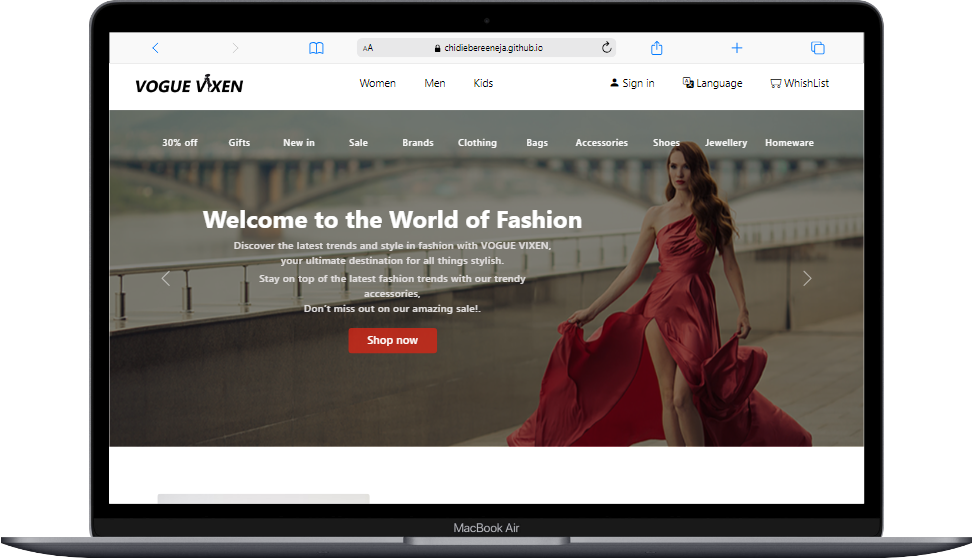 AA chidiebereeneja.github.io
VOGUE VIXEN Women Men Kids Sign in Language WhishList
30% off Gifts New in Sale Brands Clothing Bags Accessories Shoes Jewellery Homeware
Welcome to the World of Fashion
Discover the latest trends and style in fashion with VOGUE VIXEN,
your ultimate destination for all things stylish.
Stay on top of the latest fashion trends with our trendy
accessories,
Don't miss out on our amazing sale!.
Shop now
MacBook Air